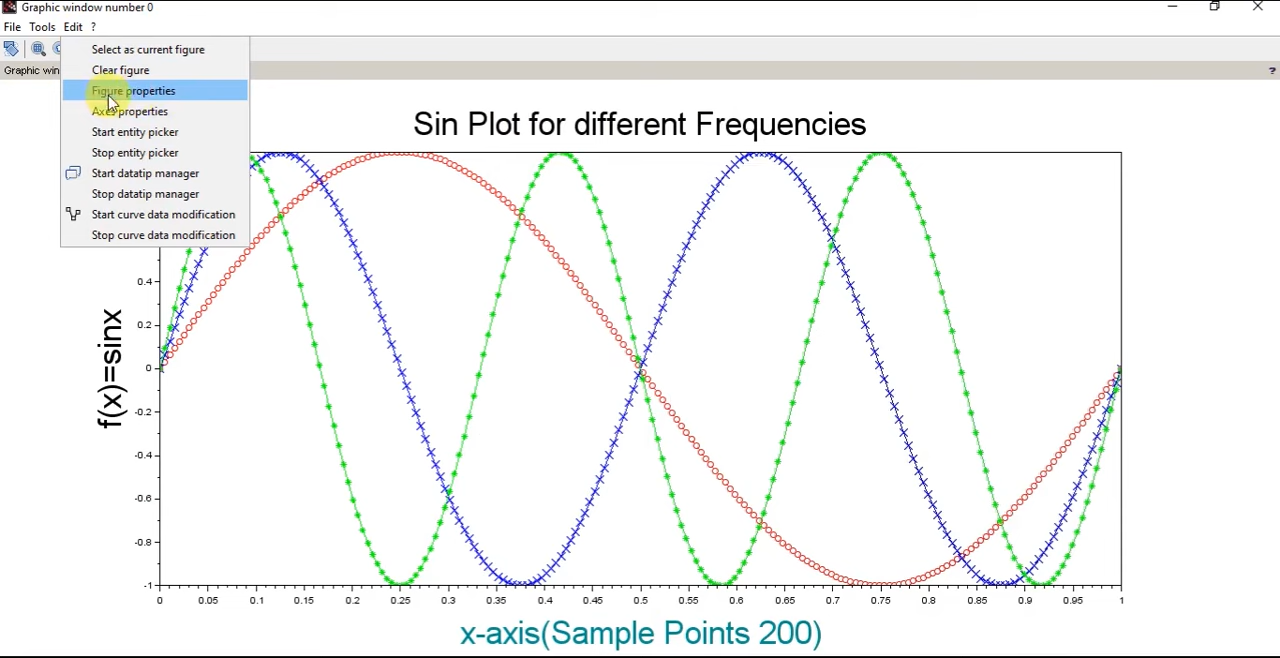 Graphic window number 0
File Tools Edit ?
Select as current figure
Clear figure
Graphic win
?
Figure properties
Axes properties
Start entity picker
Stop entity picker
Start datatip manager
Stop datatip manager
Start curve data modification
Stop curve data modification
Sin Plot for different Frequencies
f(x)=sinx
0.4
0.2
0
-0.2
-0.4
-0.6
-0.8
-1
0 0.05 0.1 0.15 0.2 0.25 0.3 0.35 0.4 0.45 0.5 0.55 0.6 0.65 0.7 0.75 0.8 0.85 0.9 0.95 1
x-axis(Sample Points 200)